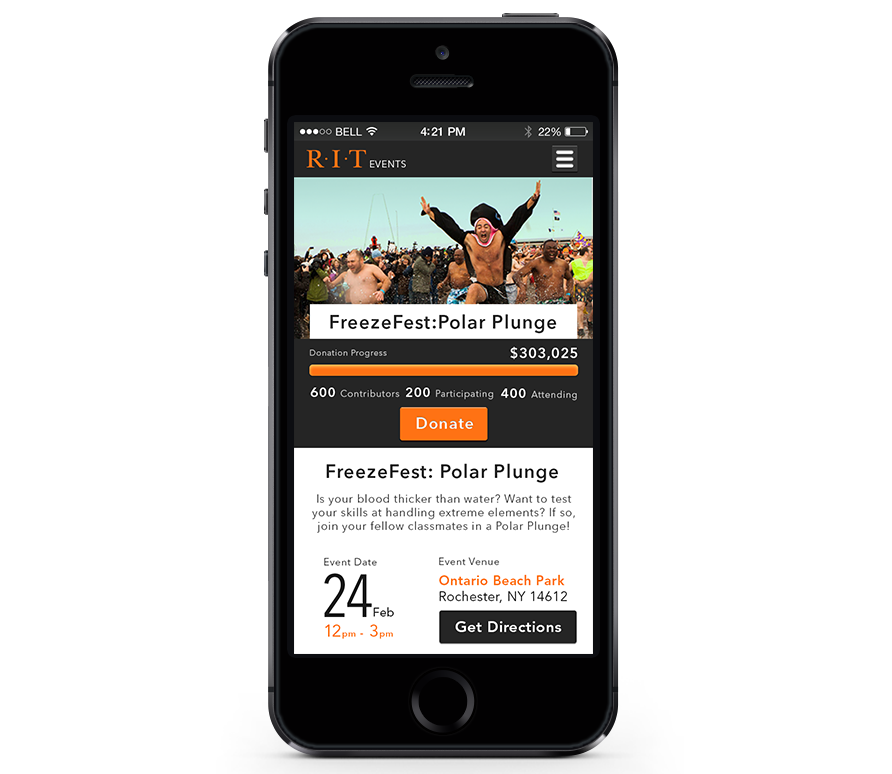 BELL 4:21 PM 22%
R·I·T EVENTS
FreezeFest:Polar Plunge
Donation Progress $303,025
600 Contributors 200 Participating 400 Attending
Donate
FreezeFest: Polar Plunge
Is your blood thicker than water? Want to test
your skills at handling extreme elements? If so,
join your fellow classmates in a Polar Plunge!
Event Date
24 Feb
12pm - 3pm
Event Venue
Ontario Beach Park
Rochester, NY 14612
Get Directions